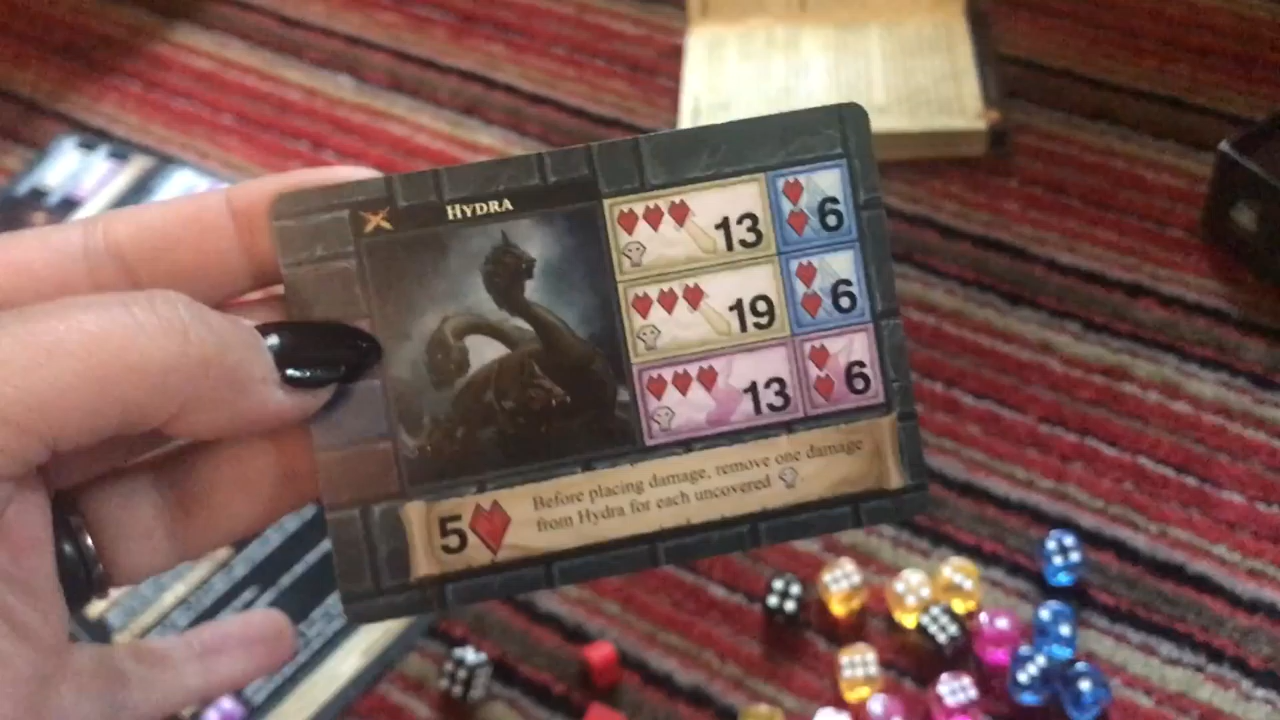 HYDRA
13 6
19 6
13 6
5 Before placing damage, remove one damage
from Hydra for each uncovered .